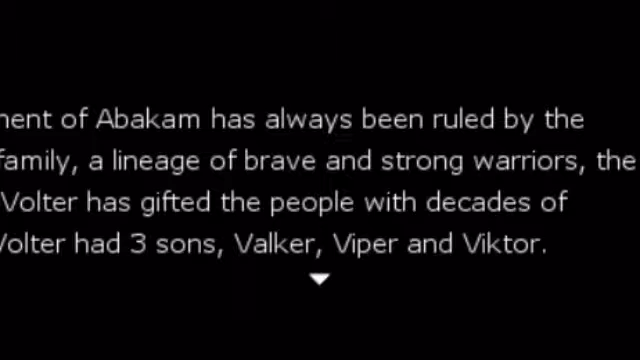 nent of Abakam has always been ruled by the
family, a lineage of brave and strong warriors, the
Volter has gifted the people with decades of
Volter had 3 sons, Valker, Viper and Viktor.